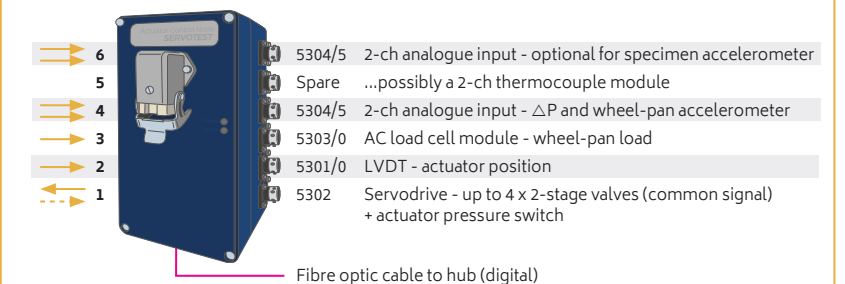 Actuator Control Node
SERVOTEST
6 5304/5 2-ch analogue input - optional for specimen accelerometer
5 Spare ...possibly a 2-ch thermocouple module
4 5304/5 2-ch analogue input - △P and wheel-pan accelerometer
3 5303/0 AC load cell module - wheel-pan load
2 5301/0 LVDT - actuator position
1 5302 Servodrive - up to 4 x 2-stage valves (common signal)
+ actuator pressure switch
Fibre optic cable to hub (digital)